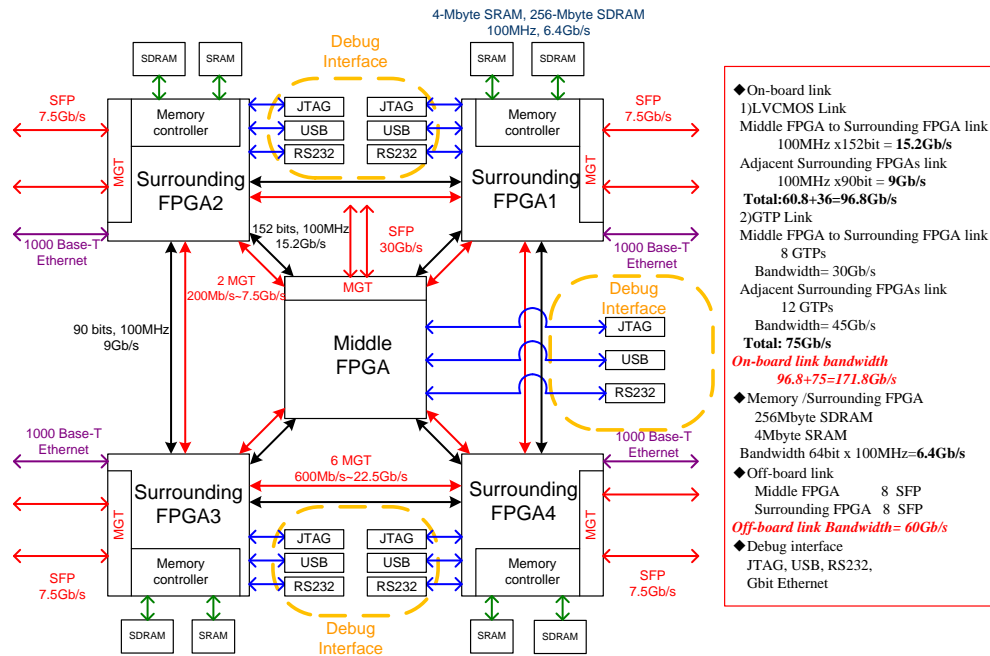 4-Mbyte SRAM, 256-Mbyte SDRAM
100MHz, 6.4Gb/s
SDRAM
SRAM
Debug
Interface
SRAM
SDRAM
SFP
7.5Gb/s
Memory
controller
MGT
Surrounding
FPGA2
JTAG
USB
RS232
JTAG
USB
RS232
Memory
controller
MGT
Surrounding
FPGA1
SFP
7.5Gb/s
1000 Base-T
Ethernet
152 bits, 100MHz
15.2Gb/s
SFP
30Gb/s
1000 Base-T
Ethernet
2 MGT
200Mb/s~7.5Gb/s
MGT
Middle
FPGA
90 bits, 100MHz
9Gb/s
Debug
Interface
JTAG
USB
RS232
1000 Base-T
Ethernet
6 MGT
600Mb/s~22.5Gb/s
1000 Base-T
Ethernet
Surrounding
FPGA3
MGT
Memory
controller
JTAG
USB
RS232
JTAG
USB
RS232
Surrounding
FPGA4
MGT
Memory
controller
SFP
7.5Gb/s
SFP
7.5Gb/s
SDRAM
SRAM
Debug
Interface
SRAM
SDRAM
◆On-board link
1)LVCMOS Link
Middle FPGA to Surrounding FPGA link
100MHz x152bit = 15.2Gb/s
Adjacent Surrounding FPGAs link
100MHz x90bit = 9Gb/s
Total:60.8+36=96.8Gb/s
2)GTP Link
Middle FPGA to Surrounding FPGA link
8 GTPs
Bandwidth= 30Gb/s
Adjacent Surrounding FPGAs link
12 GTPs
Bandwidth= 45Gb/s
Total: 75Gb/s
On-board link bandwidth
96.8+75=171.8Gb/s
◆Memory /Surrounding FPGA
256Mbyte SDRAM
4Mbyte SRAM
Bandwidth 64bit x 100MHz=6.4Gb/s
◆Off-board link
Middle FPGA 8 SFP
Surrounding FPGA 8 SFP
Off-board link Bandwidth= 60Gb/s
◆Debug interface
JTAG, USB, RS232,
Gbit Ethernet